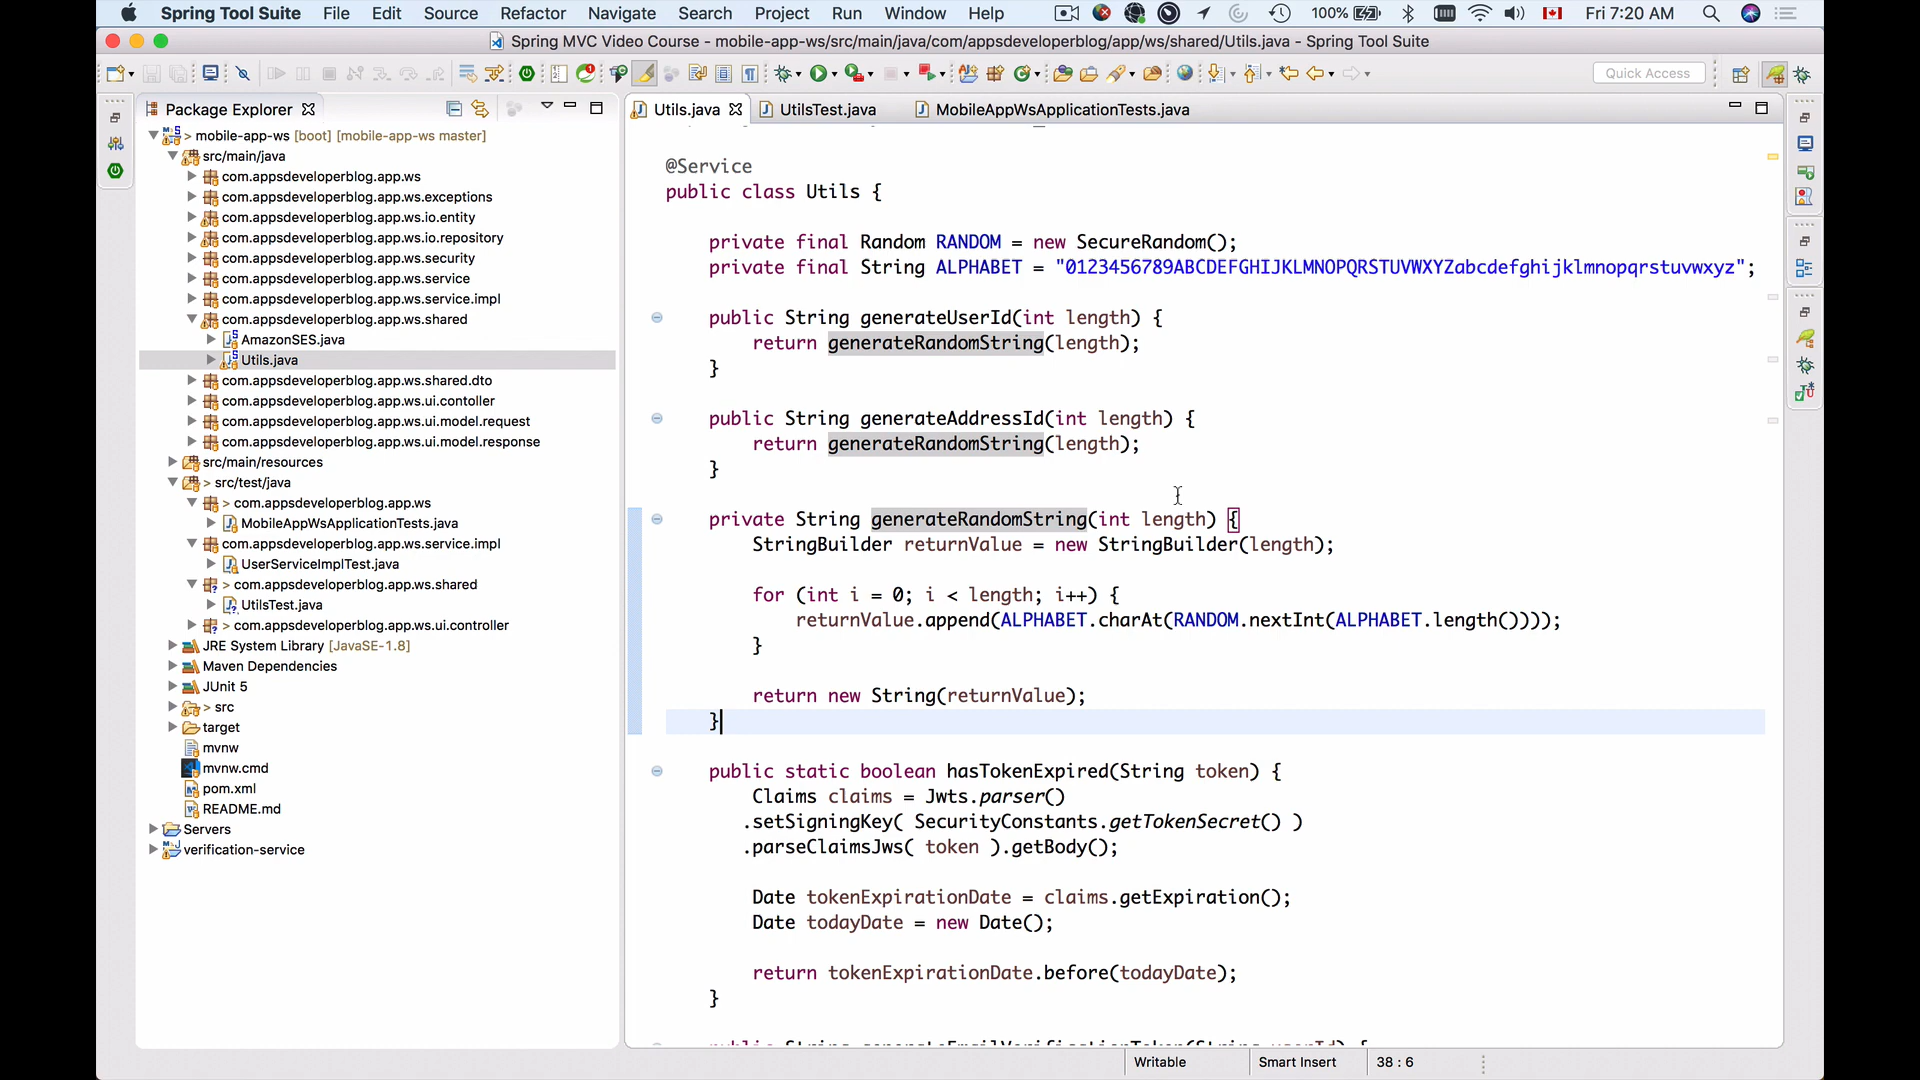 Spring Tool Suite File Edit Source Refactor Navigate Search Project Run Window Help 100% Fri 7:20 AM
Spring MVC Video Course - mobile-app-ws/src/main/java/com/appsdeveloperblog/app/ws/shared/Utils.java - Spring Tool Suite
Quick Access
Package Explorer
Utils.java UtilsTest.java MobileAppWsApplicationTests.java
> mobile-app-ws [boot] [mobile-app-ws master]
src/main/java
com.appsdeveloperblog.app.ws
com.appsdeveloperblog.app.ws.exceptions
com.appsdeveloperblog.app.ws.io.entity
com.appsdeveloperblog.app.ws.io.repository
com.appsdeveloperblog.app.ws.security
com.appsdeveloperblog.app.ws.service
com.appsdeveloperblog.app.ws.service.impl
com.appsdeveloperblog.app.ws.shared
AmazonSES.java
Utils.java
com.appsdeveloperblog.app.ws.shared.dto
com.appsdeveloperblog.app.ws.ui.contoller
com.appsdeveloperblog.app.ws.ui.model.request
com.appsdeveloperblog.app.ws.ui.model.response
src/main/resources
> src/test/java
> com.appsdeveloperblog.app.ws
MobileAppWsApplicationTests.java
com.appsdeveloperblog.app.ws.service.impl
UserServiceImplTest.java
> com.appsdeveloperblog.app.ws.shared
UtilsTest.java
> com.appsdeveloperblog.app.ws.ui.controller
JRE System Library [JavaSE-1.8]
Maven Dependencies
JUnit 5
> src
target
mvnw
mvnw.cmd
pom.xml
README.md
Servers
verification-service
@Service
public class Utils {
private final Random RANDOM = new SecureRandom();
private final String ALPHABET = "0123456789ABCDEFGHIJKLMNOPQRSTUVWXYZabcdefghijklmnopqrstuvwxyz";
public String generateUserId(int length) {
return generateRandomString(length);
}
public String generateAddressId(int length) {
return generateRandomString(length);
}
private String generateRandomString(int length) {
StringBuilder returnValue = new StringBuilder(length);
for (int i = 0; i < length; i++) {
returnValue.append(ALPHABET.charAt(RANDOM.nextInt(ALPHABET.length())));
}
return new String(returnValue);
}
public static boolean hasTokenExpired(String token) {
Claims claims = Jwts.parser()
.setSigningKey( SecurityConstants.getTokenSecret() )
.parseClaimsJws( token ).getBody();
Date tokenExpirationDate = claims.getExpiration();
Date todayDate = new Date();
return tokenExpirationDate.before(todayDate);
}
public String generateEmailVerificationToken(String userId) {
Writable Smart Insert 38 : 6